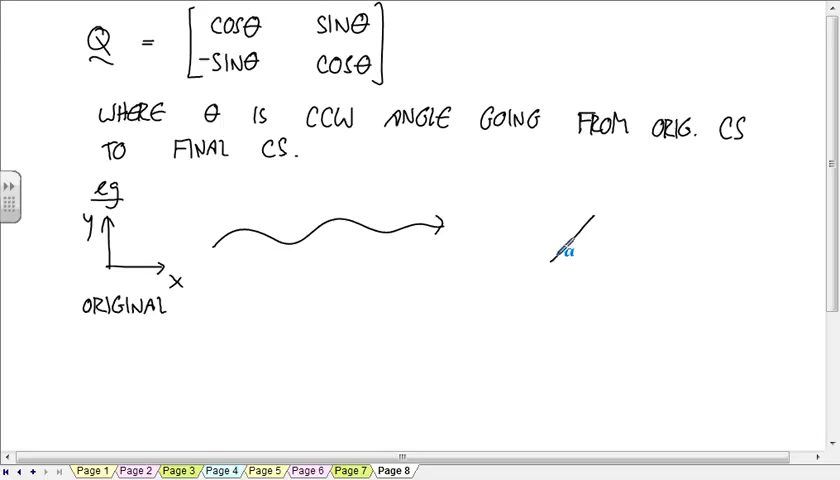 Q = [ COSθ SINθ
-SINθ COSθ ]
WHERE θ IS CCW ANGLE GOING FROM ORIG. CS
TO FINAL CS.
eg
y
x
ORIGINAL
a
Page 1 Page 2 Page 3 Page 4 Page 5 Page 6 Page 7 Page 8